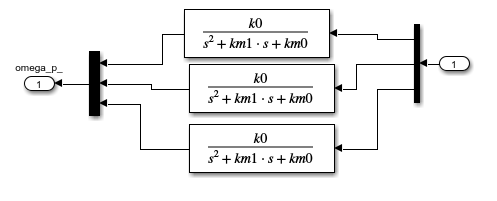 k0
s² + km1 · s + km0
omega_p_
1
k0
s² + km1 · s + km0
1
k0
s² + km1 · s + km0